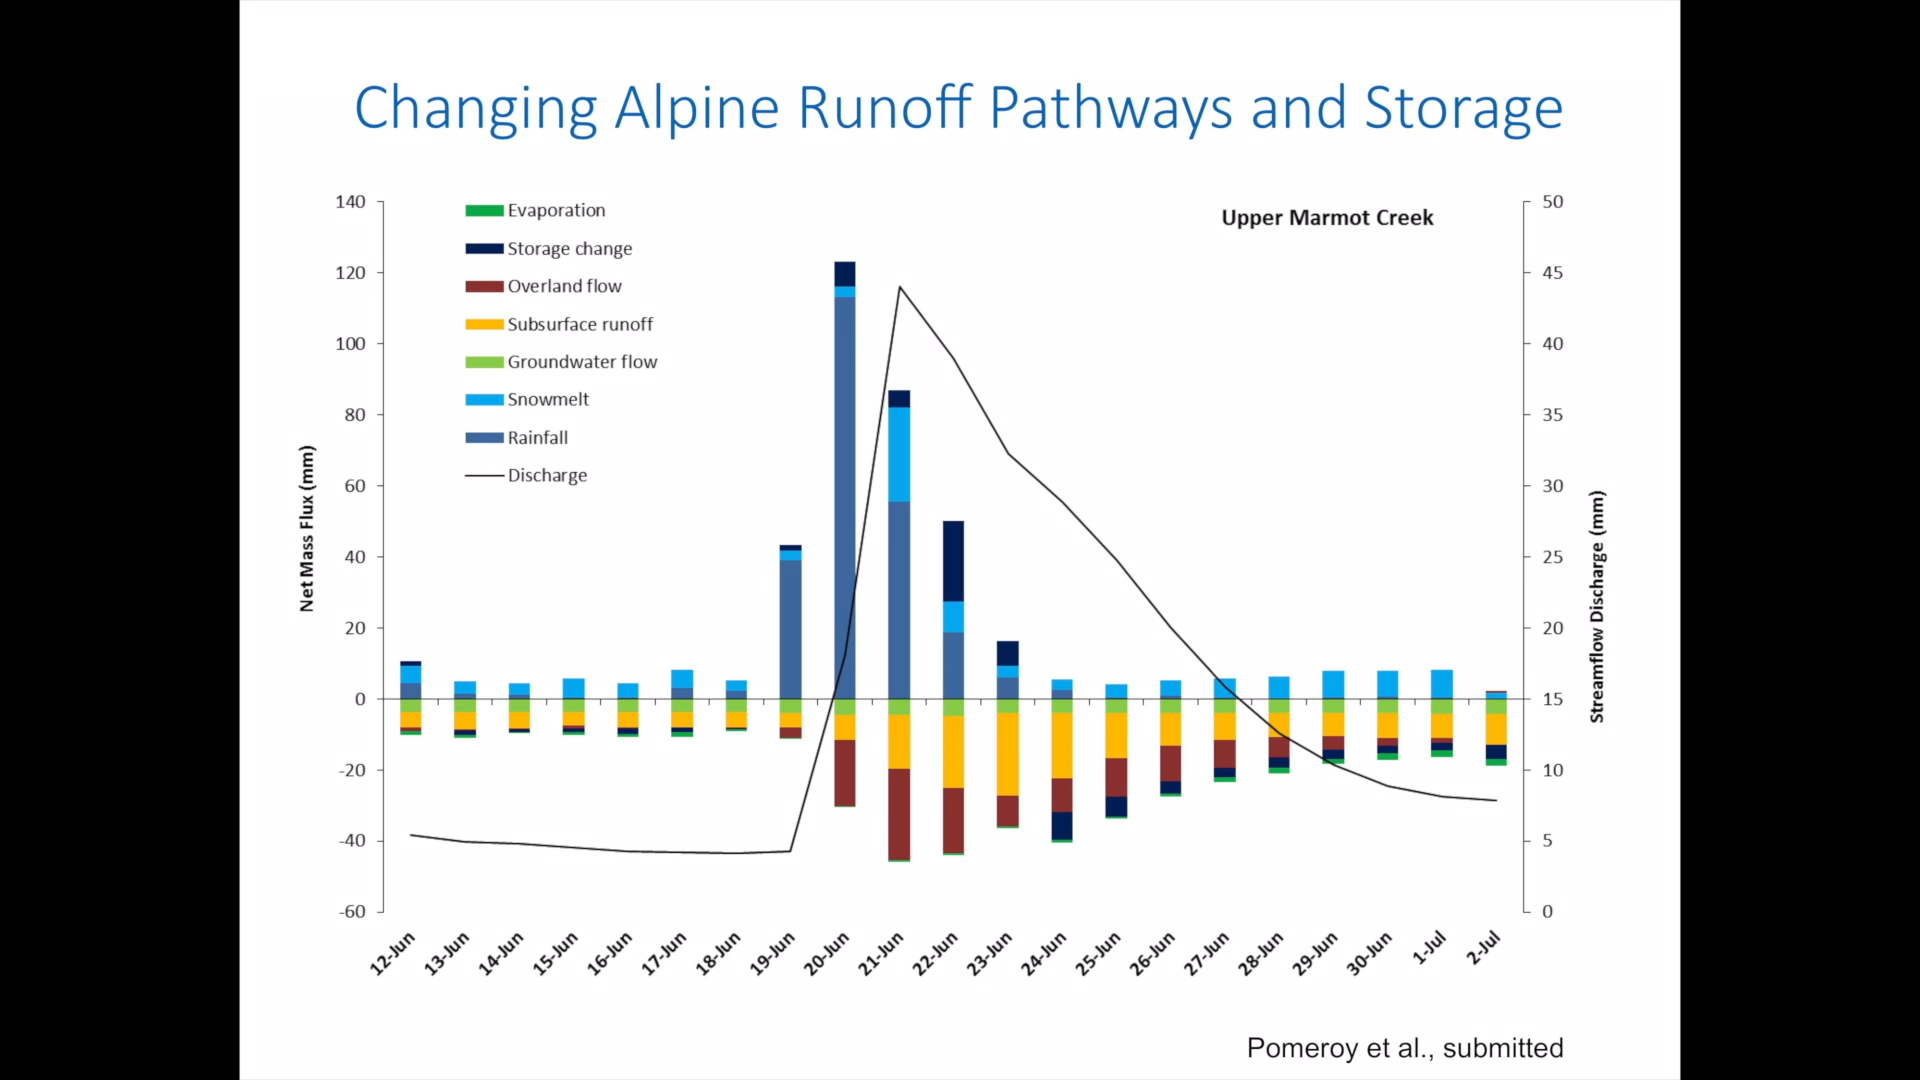 Changing Alpine Runoff Pathways and Storage
Upper Marmot Creek
Evaporation
Storage change
Overland flow
Subsurface runoff
Groundwater flow
Snowmelt
Rainfall
Discharge
Net Mass Flux (mm)
140
120
100
80
60
40
20
0
-20
-40
-60
50
45
40
35
30
25
20
15
10
5
0
Streamflow Discharge (mm)
12-Jun
13-Jun
14-Jun
15-Jun
16-Jun
17-Jun
18-Jun
19-Jun
20-Jun
21-Jun
22-Jun
23-Jun
24-Jun
25-Jun
26-Jun
27-Jun
28-Jun
29-Jun
30-Jun
1-Jul
2-Jul
Pomeroy et al., submitted